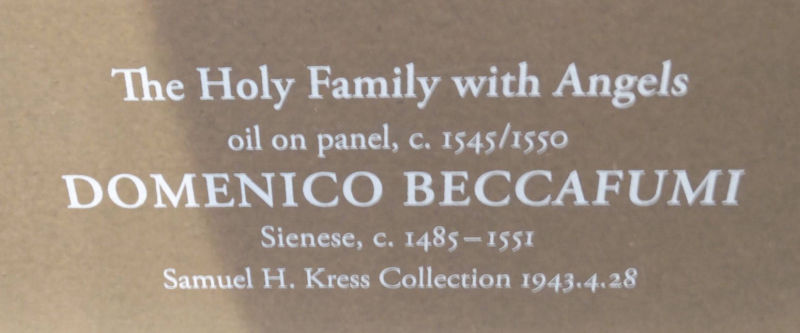 The Holy Family with Angels
oil on panel, c. 1545/1550
DOMENICO BECCAFUMI
Sienese, c. 1485–1551
Samuel H. Kress Collection 1943.4.28